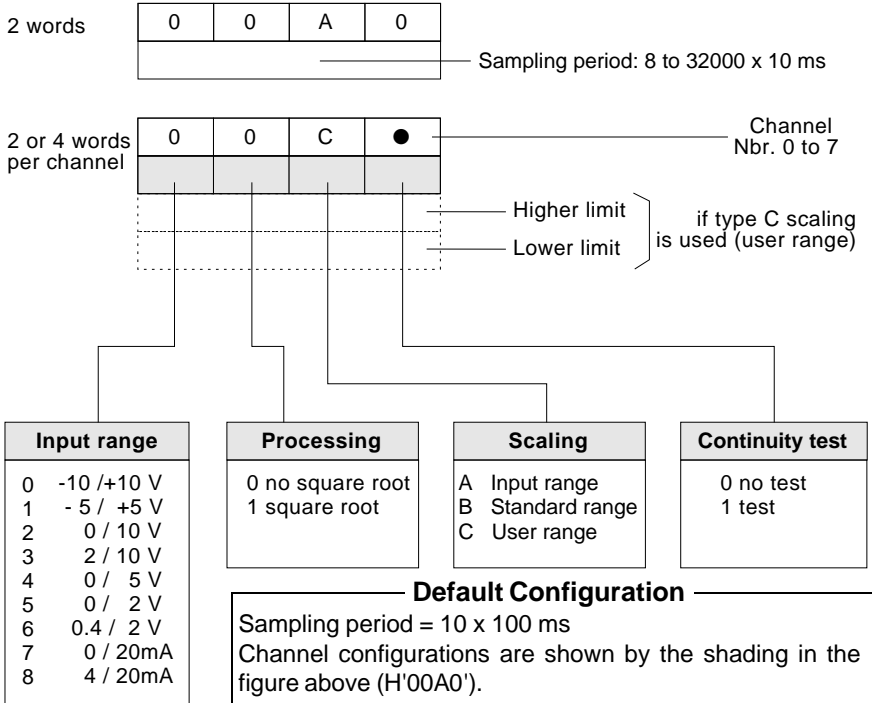 2 words
0 0 A 0
Sampling period: 8 to 32000 x 10 ms
2 or 4 words
per channel
0 0 C ●
Channel
Nbr. 0 to 7
Higher limit
Lower limit
if type C scaling
is used (user range)
Input range
0 -10 /+10 V
1 - 5 / +5 V
2 0 / 10 V
3 2 / 10 V
4 0 / 5 V
5 0 / 2 V
6 0.4 / 2 V
7 0 / 20mA
8 4 / 20mA
Processing
0 no square root
1 square root
Scaling
A Input range
B Standard range
C User range
Continuity test
0 no test
1 test
Default Configuration
Sampling period = 10 x 100 ms
Channel configurations are shown by the shading in the
figure above (H'00A0').